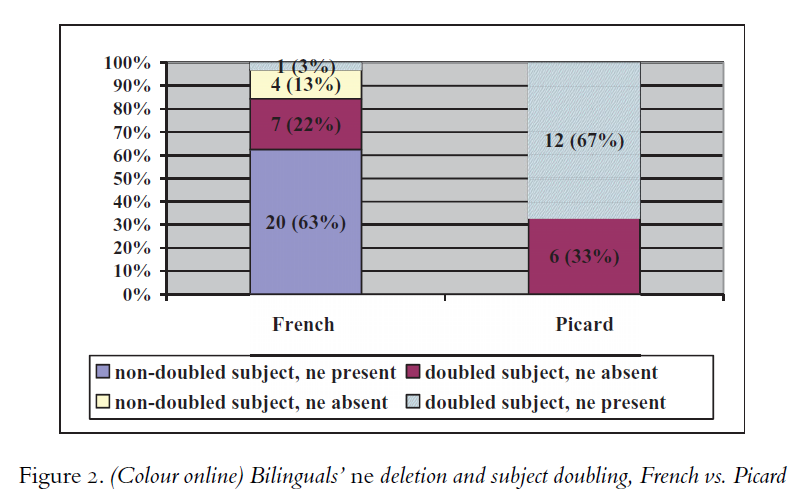 100%
90%
80%
70%
60%
50%
40%
30%
20%
10%
0%
1 (3%)
4 (13%)
7 (22%)
20 (63%)
12 (67%)
6 (33%)
French
Picard
non-doubled subject, ne present
doubled subject, ne absent
non-doubled subject, ne absent
doubled subject, ne present
Figure 2. (Colour online) Bilinguals' ne deletion and subject doubling, French vs. Picard